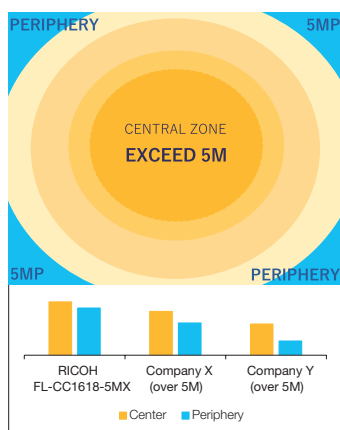 PERIPHERY
5MP
CENTRAL ZONE
EXCEED 5M
5MP
PERIPHERY
RICOH
FL-CC1618-5MX
Company X
(over 5M)
Company Y
(over 5M)
Center
Periphery